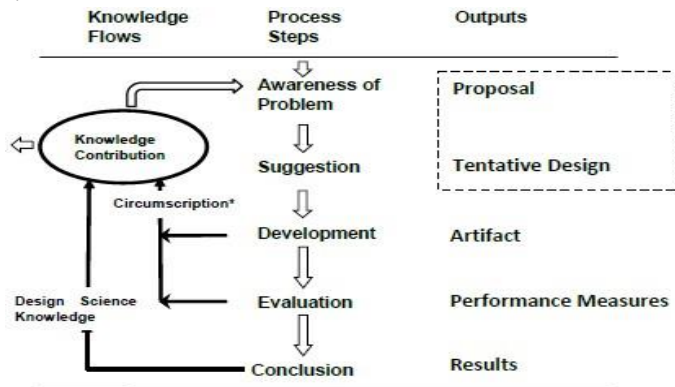 Knowledge Flows
Process Steps
Outputs
Awareness of Problem
Proposal
Knowledge Contribution
Suggestion
Tentative Design
Circumscription*
Development
Artifact
Design Science Knowledge
Evaluation
Performance Measures
Conclusion
Results